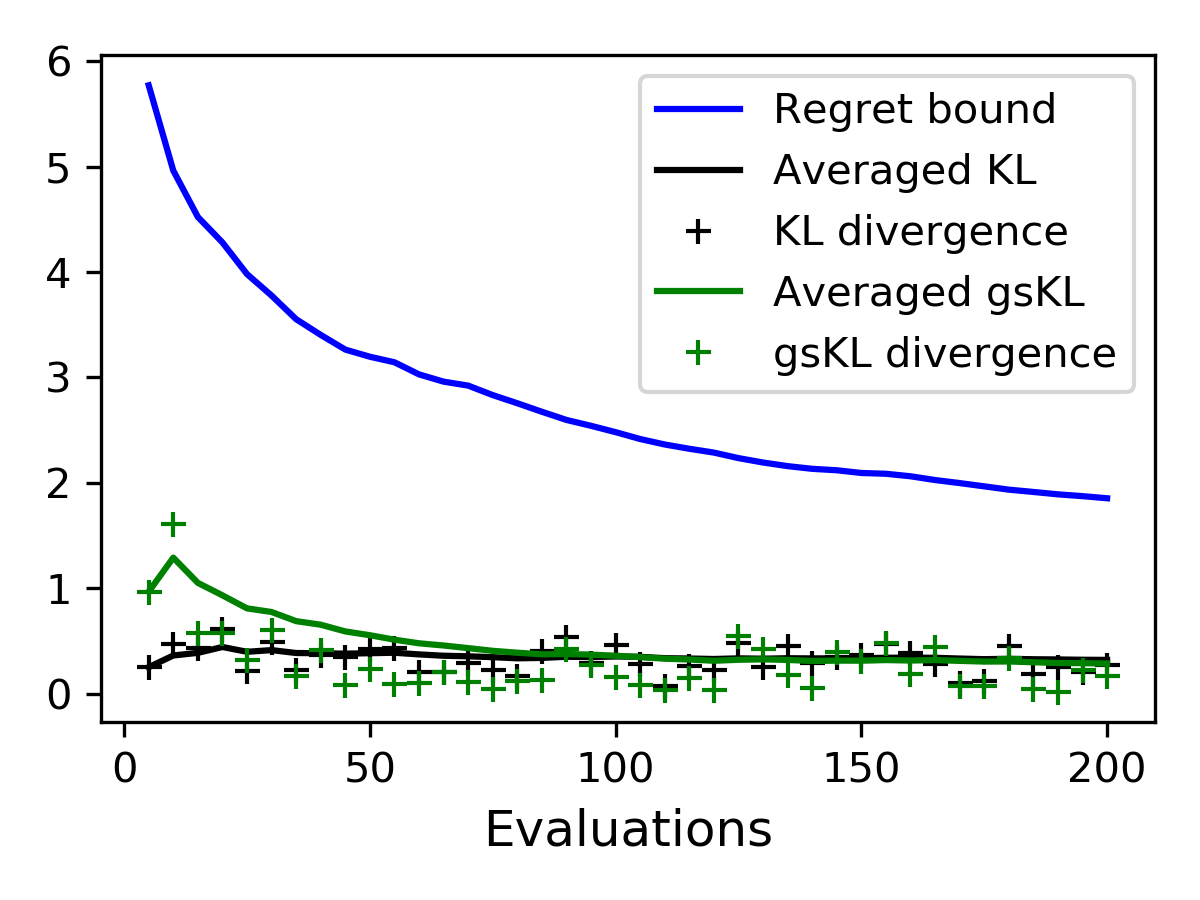 6
5
4
3
2
1
0
0 50 100 150 200
Evaluations
Regret bound
Averaged KL
KL divergence
Averaged gsKL
gsKL divergence